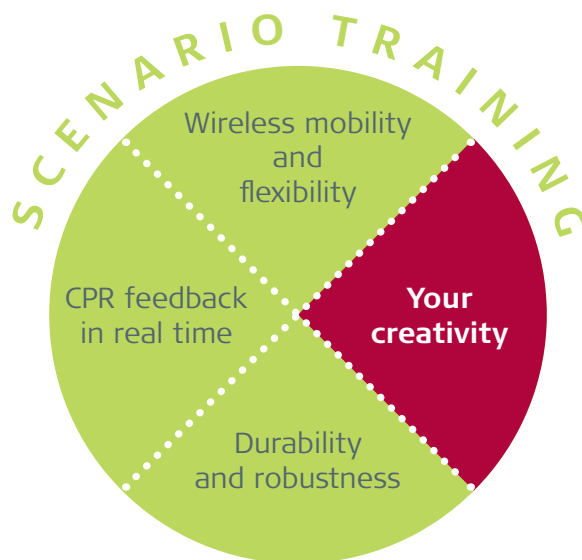 SCENARIO TRAINING
Wireless mobility
and
flexibility
CPR feedback
in real time
Your
creativity
Durability
and robustness